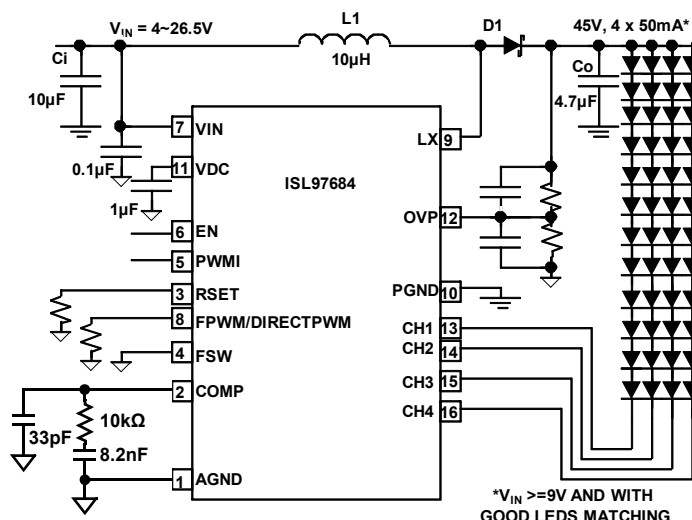 V_IN = 4~26.5V
L1
10µH
D1
45V, 4 x 50mA*
Ci
10µF
Co
4.7µF
0.1µF
1µF
ISL97684
7 VIN
11 VDC
6 EN
5 PWMI
3 RSET
8 FPWM/DIRECTPWM
4 FSW
2 COMP
1 AGND
LX 9
OVP 12
PGND 10
CH1 13
CH2 14
CH3 15
CH4 16
33pF
10kΩ
8.2nF
*V_IN >=9V AND WITH
GOOD LEDS MATCHING